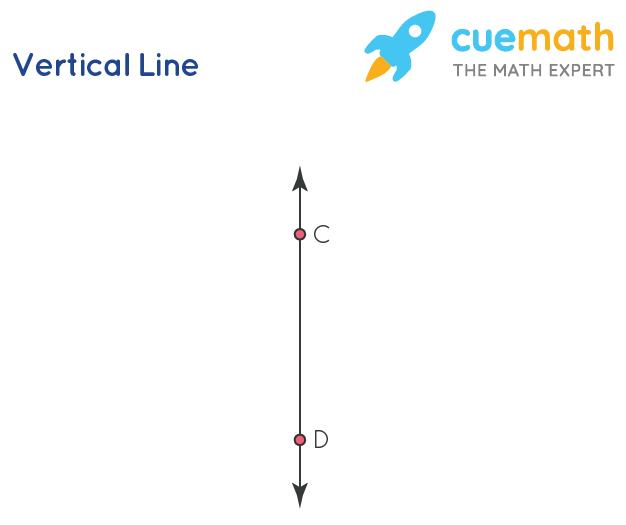 Vertical Line
cuemath
THE MATH EXPERT
C
D